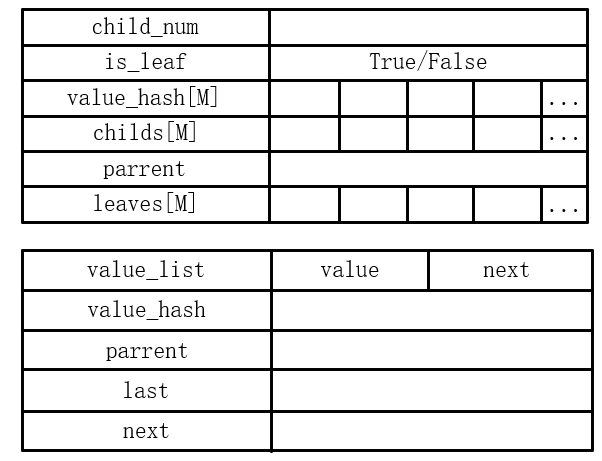 child_num
is_leaf True/False
value_hash[M] ...
childs[M] ...
parrent
leaves[M] ...
value_list value next
value_hash
parrent
last
next